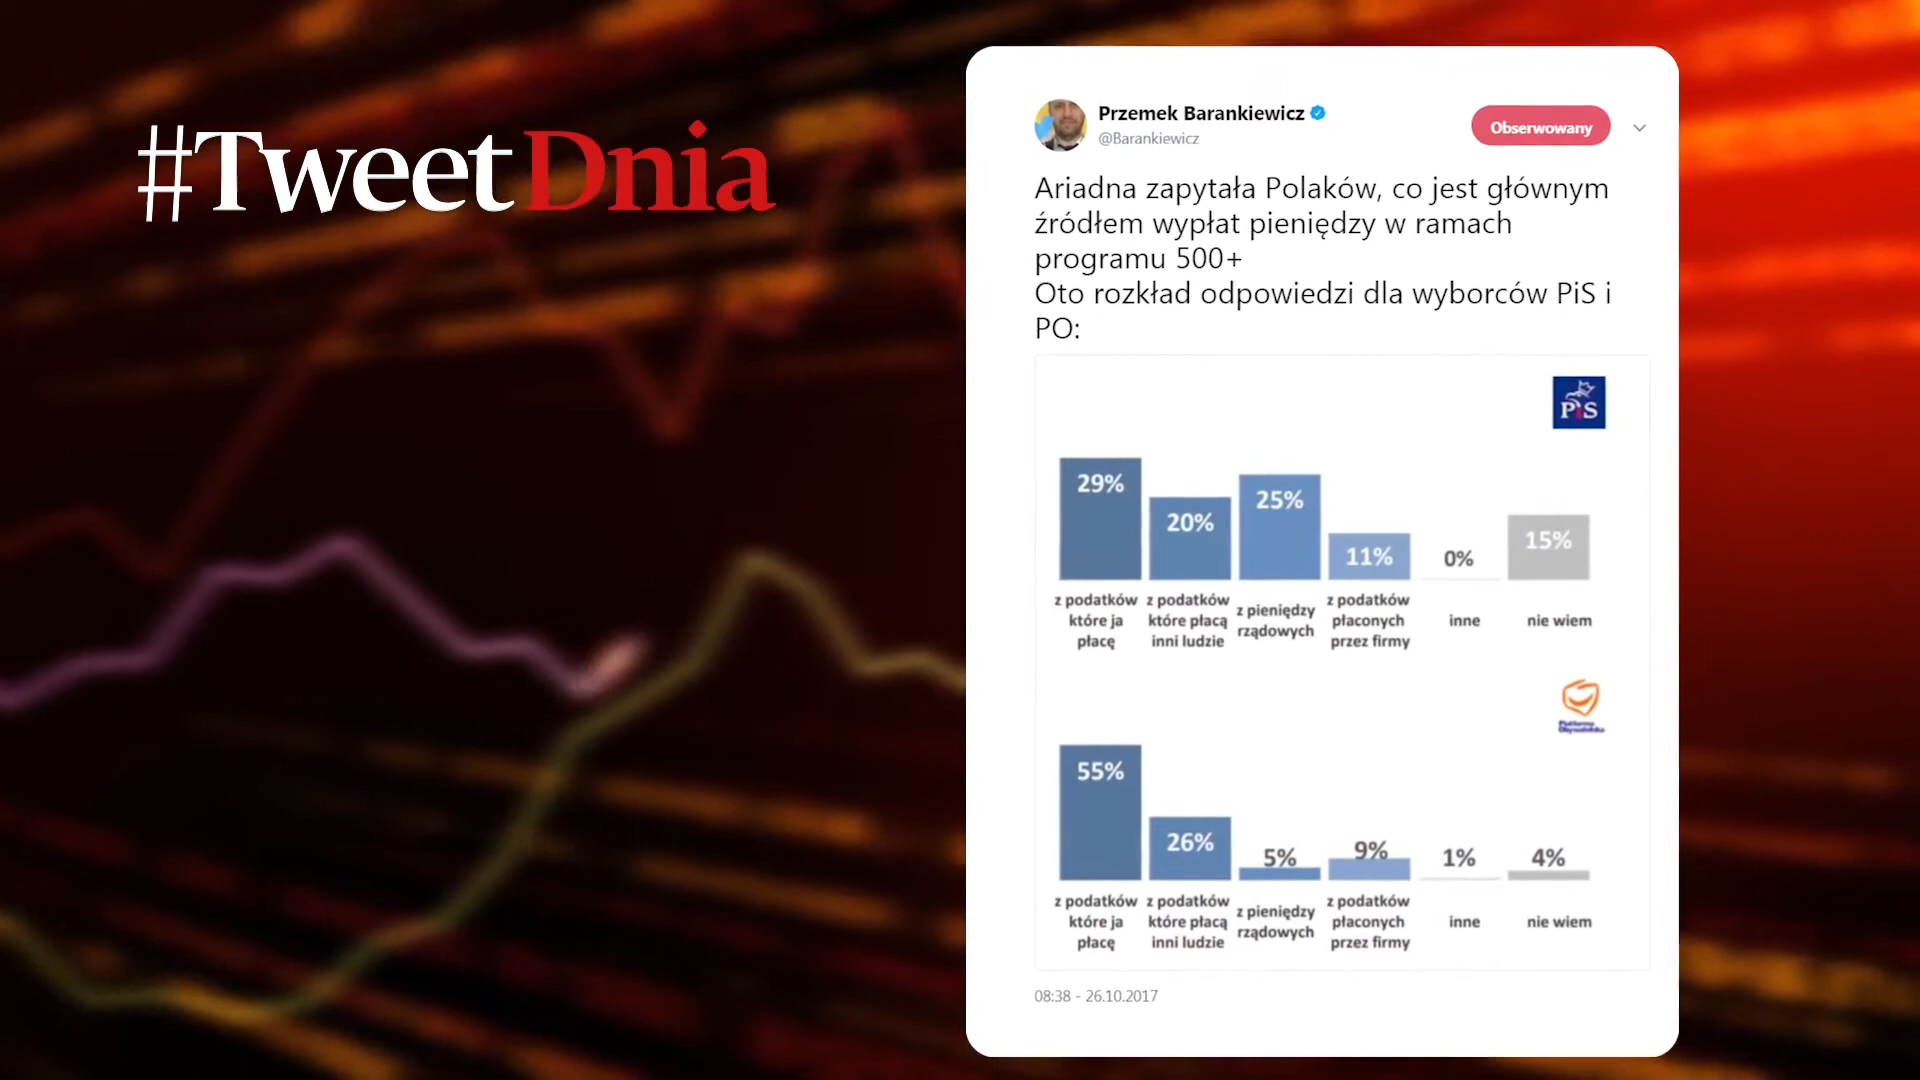 #TweetDnia
Przemek Barankiewicz
@Barankiewicz
Obserwowany
Ariadna zapytała Polaków, co jest głównym
źródłem wypłat pieniędzy w ramach
programu 500+
Oto rozkład odpowiedzi dla wyborców PiS i
PO:
PiS
29%
20%
25%
11%
0%
15%
z podatków
które ja
płacę
z podatków
które płacą
inni ludzie
z pieniędzy
rządowych
z podatków
płaconych
przez firmy
inne
nie wiem
Platforma
Obywatelska
55%
26%
5%
9%
1%
4%
z podatków
które ja
płacę
z podatków
które płacą
inni ludzie
z pieniędzy
rządowych
z podatków
płaconych
przez firmy
inne
nie wiem
08:38 - 26.10.2017